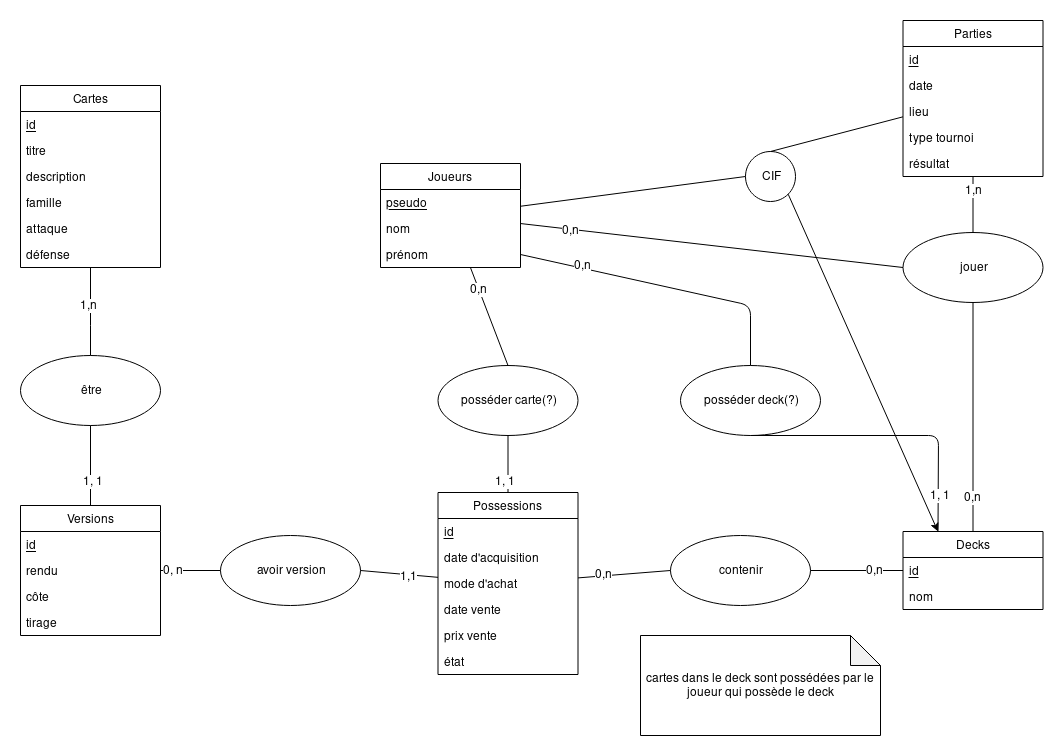 Parties
id
date
lieu
type tournoi
résultat
Cartes
id
titre
description
famille
attaque
défense
Joueurs
pseudo
nom
prénom
CIF
1,n
0,n
jouer
0,n
0,n
1,n
être
posséder carte(?)
posséder deck(?)
1, 1
1, 1
1, 1
0,n
Versions
id
rendu
côte
tirage
0, n
avoir version
1,1
Possessions
id
date d'acquisition
mode d'achat
date vente
prix vente
état
0,n
contenir
0,n
Decks
id
nom
cartes dans le deck sont possédées par le
joueur qui possède le deck